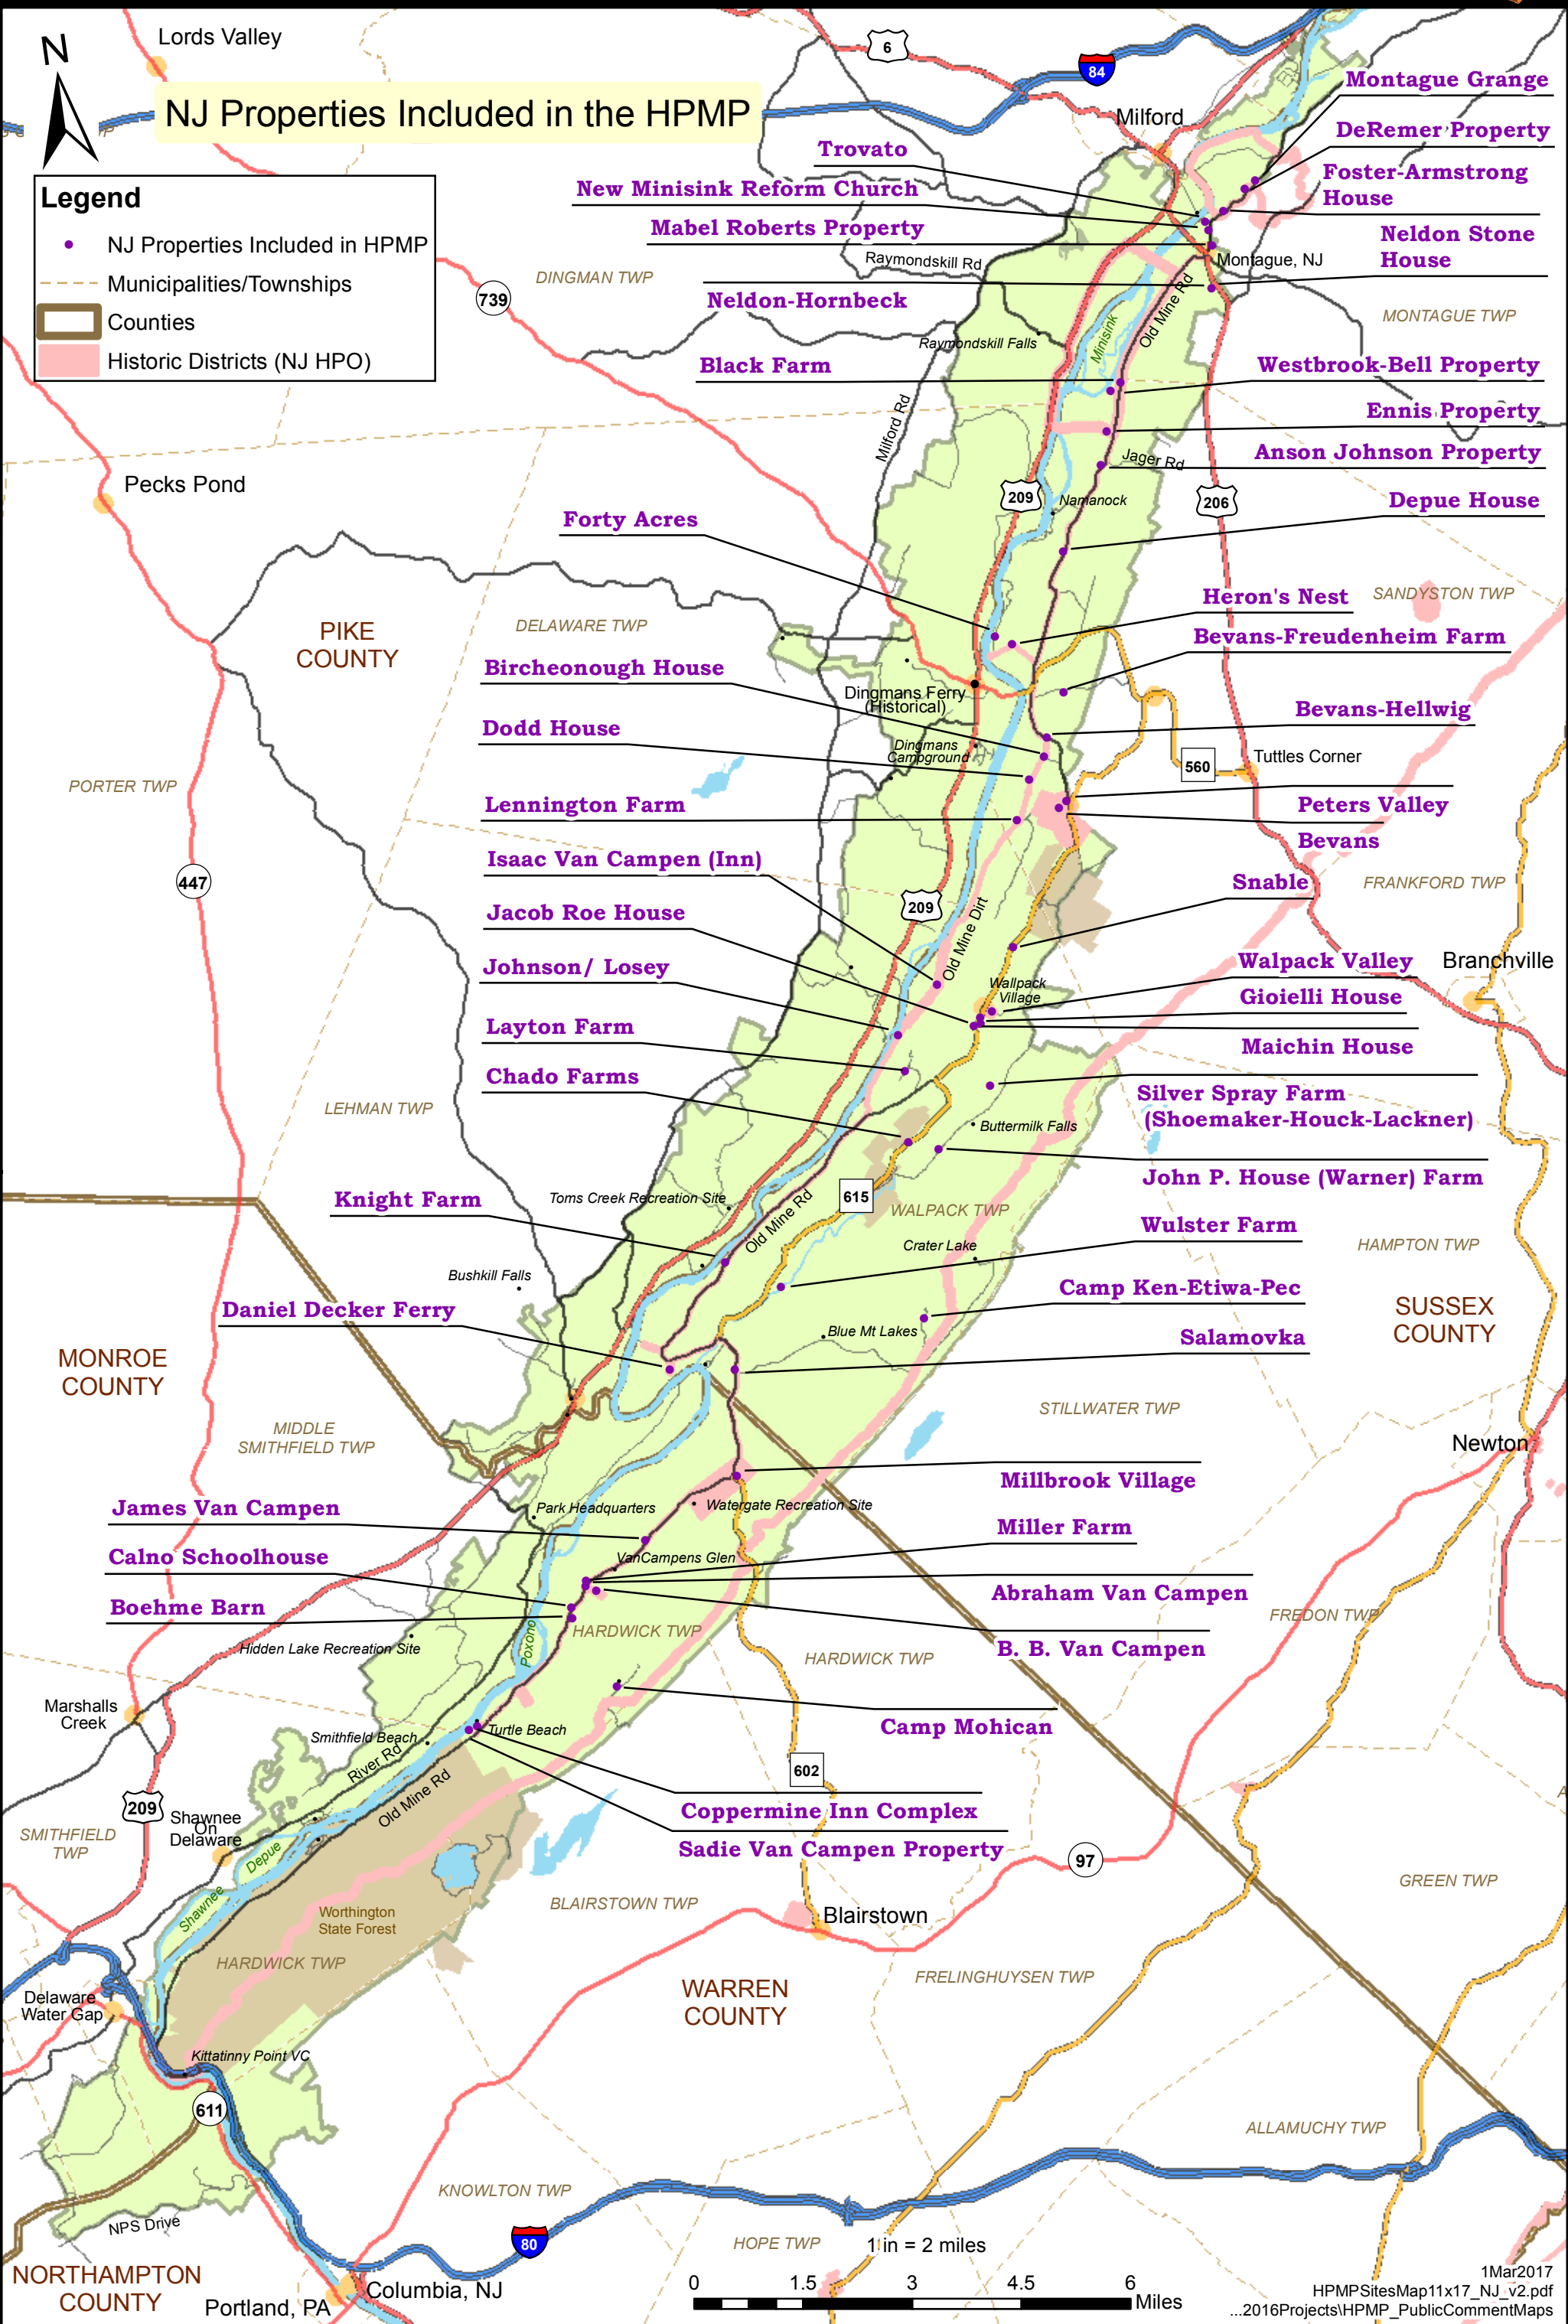 Lords Valley
N
NJ Properties Included in the HPMP
Legend
NJ Properties Included in HPMP
Municipalities/Townships
Counties
Historic Districts (NJ HPO)
6
84
Milford
Montague Grange
DeRemer Property
Trovato
Foster-Armstrong
House
New Minisink Reform Church
Mabel Roberts Property
Neldon Stone
House
Raymondskill Rd
Montague, NJ
DINGMAN TWP
739
Neldon-Hornbeck
Old Mine Rd
MONTAGUE TWP
Minisink
Raymondskill Falls
Black Farm
Westbrook-Bell Property
Milford Rd
Ennis Property
Anson Johnson Property
Jager Rd
Pecks Pond
209
206
Namanock
Depue House
Forty Acres
Heron's Nest
SANDYSTON TWP
PIKE
COUNTY
DELAWARE TWP
Bevans-Freudenheim Farm
Bircheonough House
Dingmans Ferry
(Historical)
Bevans-Hellwig
Dodd House
Dingmans
Campground
Tuttles Corner
560
PORTER TWP
Lennington Farm
Peters Valley
Bevans
Isaac Van Campen (Inn)
447
Snable
FRANKFORD TWP
209
Jacob Roe House
Old Mine Dirt
Johnson/ Losey
Walpack Valley
Branchville
Wallpack
Village
Gioielli House
Layton Farm
Maichin House
Chado Farms
Silver Spray Farm
(Shoemaker-Houck-Lackner)
LEHMAN TWP
Buttermilk Falls
John P. House (Warner) Farm
Knight Farm
Toms Creek Recreation Site
615
Old Mine Rd
WALPACK TWP
Wulster Farm
Crater Lake
HAMPTON TWP
Bushkill Falls
Camp Ken-Etiwa-Pec
Daniel Decker Ferry
SUSSEX
COUNTY
Blue Mt Lakes
Salamovka
MONROE
COUNTY
STILLWATER TWP
MIDDLE
SMITHFIELD TWP
Newton
Millbrook Village
James Van Campen
Park Headquarters
Watergate Recreation Site
Miller Farm
Calno Schoolhouse
VanCampens Glen
Abraham Van Campen
Boehme Barn
FREDON TWP
Poxono
HARDWICK TWP
B. B. Van Campen
Hidden Lake Recreation Site
HARDWICK TWP
Marshalls
Creek
Camp Mohican
Turtle Beach
Smithfield Beach
River Rd
602
Old Mine Rd
209
Shawnee
On
Delaware
Coppermine Inn Complex
SMITHFIELD
TWP
Sadie Van Campen Property
Depue
97
GREEN TWP
Shawnee
BLAIRSTOWN TWP
Worthington
State Forest
Blairstown
HARDWICK TWP
FRELINGHUYSEN TWP
WARREN
COUNTY
Delaware
Water Gap
Kittatinny Point VC
611
ALLAMUCHY TWP
KNOWLTON TWP
NPS Drive
80
HOPE TWP
1 in = 2 miles
NORTHAMPTON
COUNTY
Columbia, NJ
Portland, PA
0 1.5 3 4.5 6
Miles
1Mar2017
HPMPSitesMap11x17_NJ_v2.pdf
...2016Projects\HPMP_PublicCommentMaps